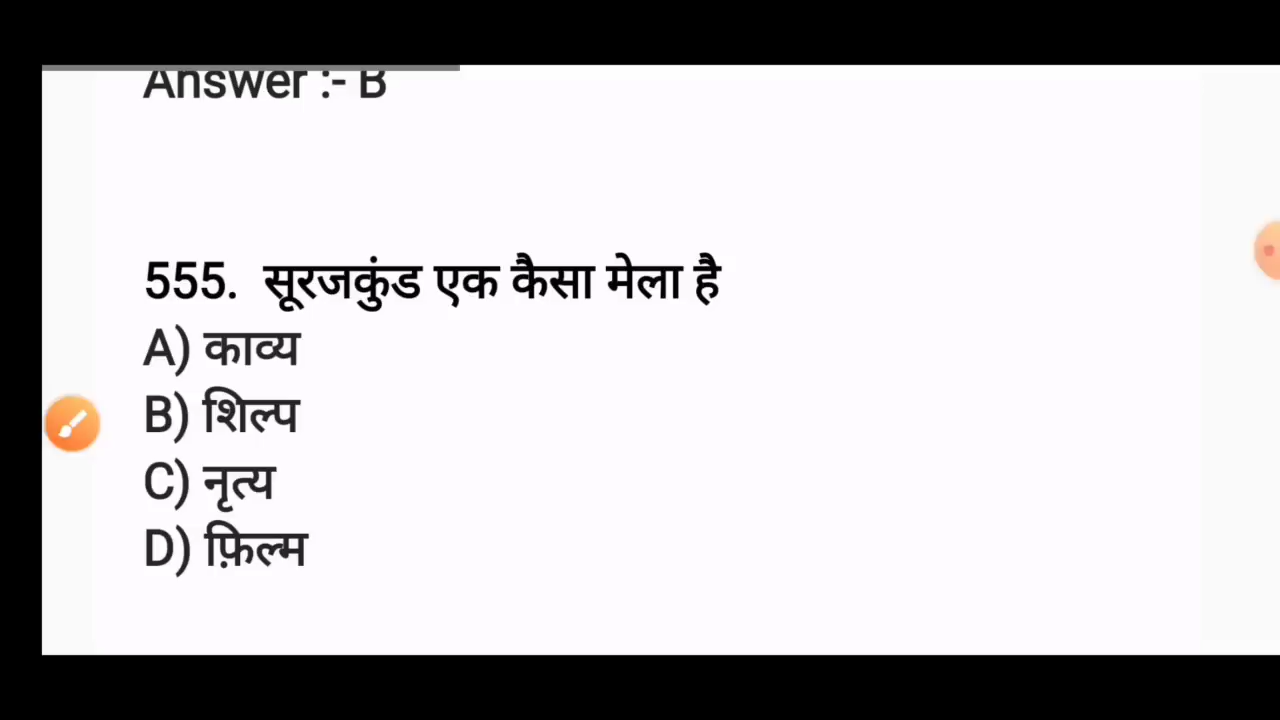 Answer :- B
555. सूरजकुंड एक कैसा मेला है
A) काव्य
B) शिल्प
C) नृत्य
D) फ़िल्म